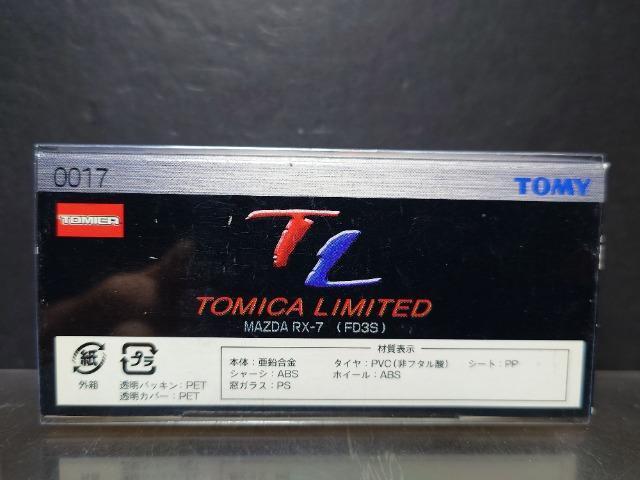 0017
TOMY
TOMICA
TL
TOMICA LIMITED
MAZDA RX-7 (FD3S)
紙
外箱
プラ
透明パッキン:PET
透明カバー:PET
材質表示
本体:亜鉛合金 タイヤ:PVC(非フタル酸) シート:PP
シャーシ:ABS ホイール:ABS
窓ガラス:PS